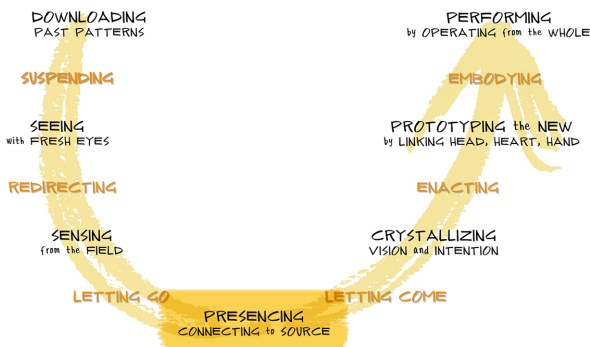 DOWNLOADING
PAST PATTERNS
SUSPENDING
SEEING
with FRESH EYES
REDIRECTING
SENSING
from the FIELD
LETTING GO
PRESENCING
CONNECTING to SOURCE
LETTING COME
CRYSTALLIZING
VISION and INTENTION
ENACTING
PROTOTYPING the NEW
by LINKING HEAD, HEART, HAND
EMBODYING
PERFORMING
by OPERATING from the WHOLE